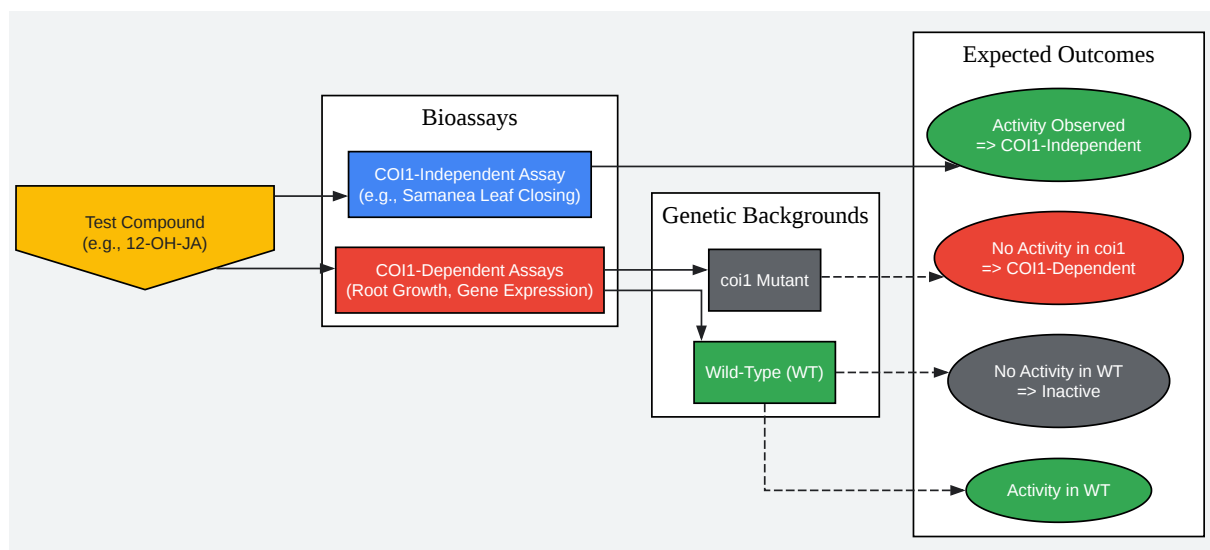 Test Compound
(e.g., 12-OH-JA)
Bioassays
COI1-Independent Assay
(e.g., Samanea Leaf Closing)
COI1-Dependent Assays
(Root Growth, Gene Expression)
Genetic Backgrounds
coi1 Mutant
Wild-Type (WT)
Expected Outcomes
Activity Observed
=> COI1-Independent
No Activity in coi1
=> COI1-Dependent
No Activity in WT
=> Inactive
Activity in WT